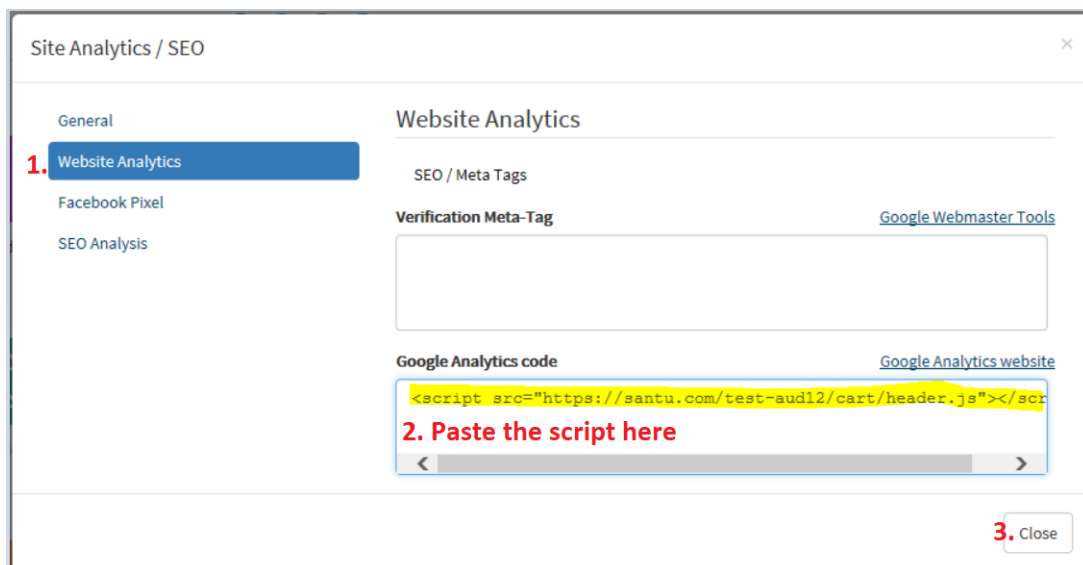 Site Analytics / SEO
×
General
1. Website Analytics
Facebook Pixel
SEO Analysis
Website Analytics
SEO / Meta Tags
Verification Meta-Tag Google Webmaster Tools
Google Analytics code Google Analytics website
<script src="https://santu.com/test-aud12/cart/header.js"></scr
2. Paste the script here
3. Close